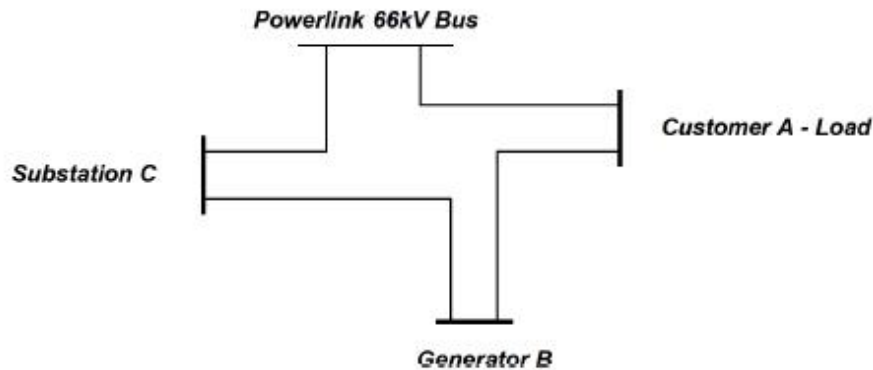 Powerlink 66kV Bus
Customer A - Load
Substation C
Generator B